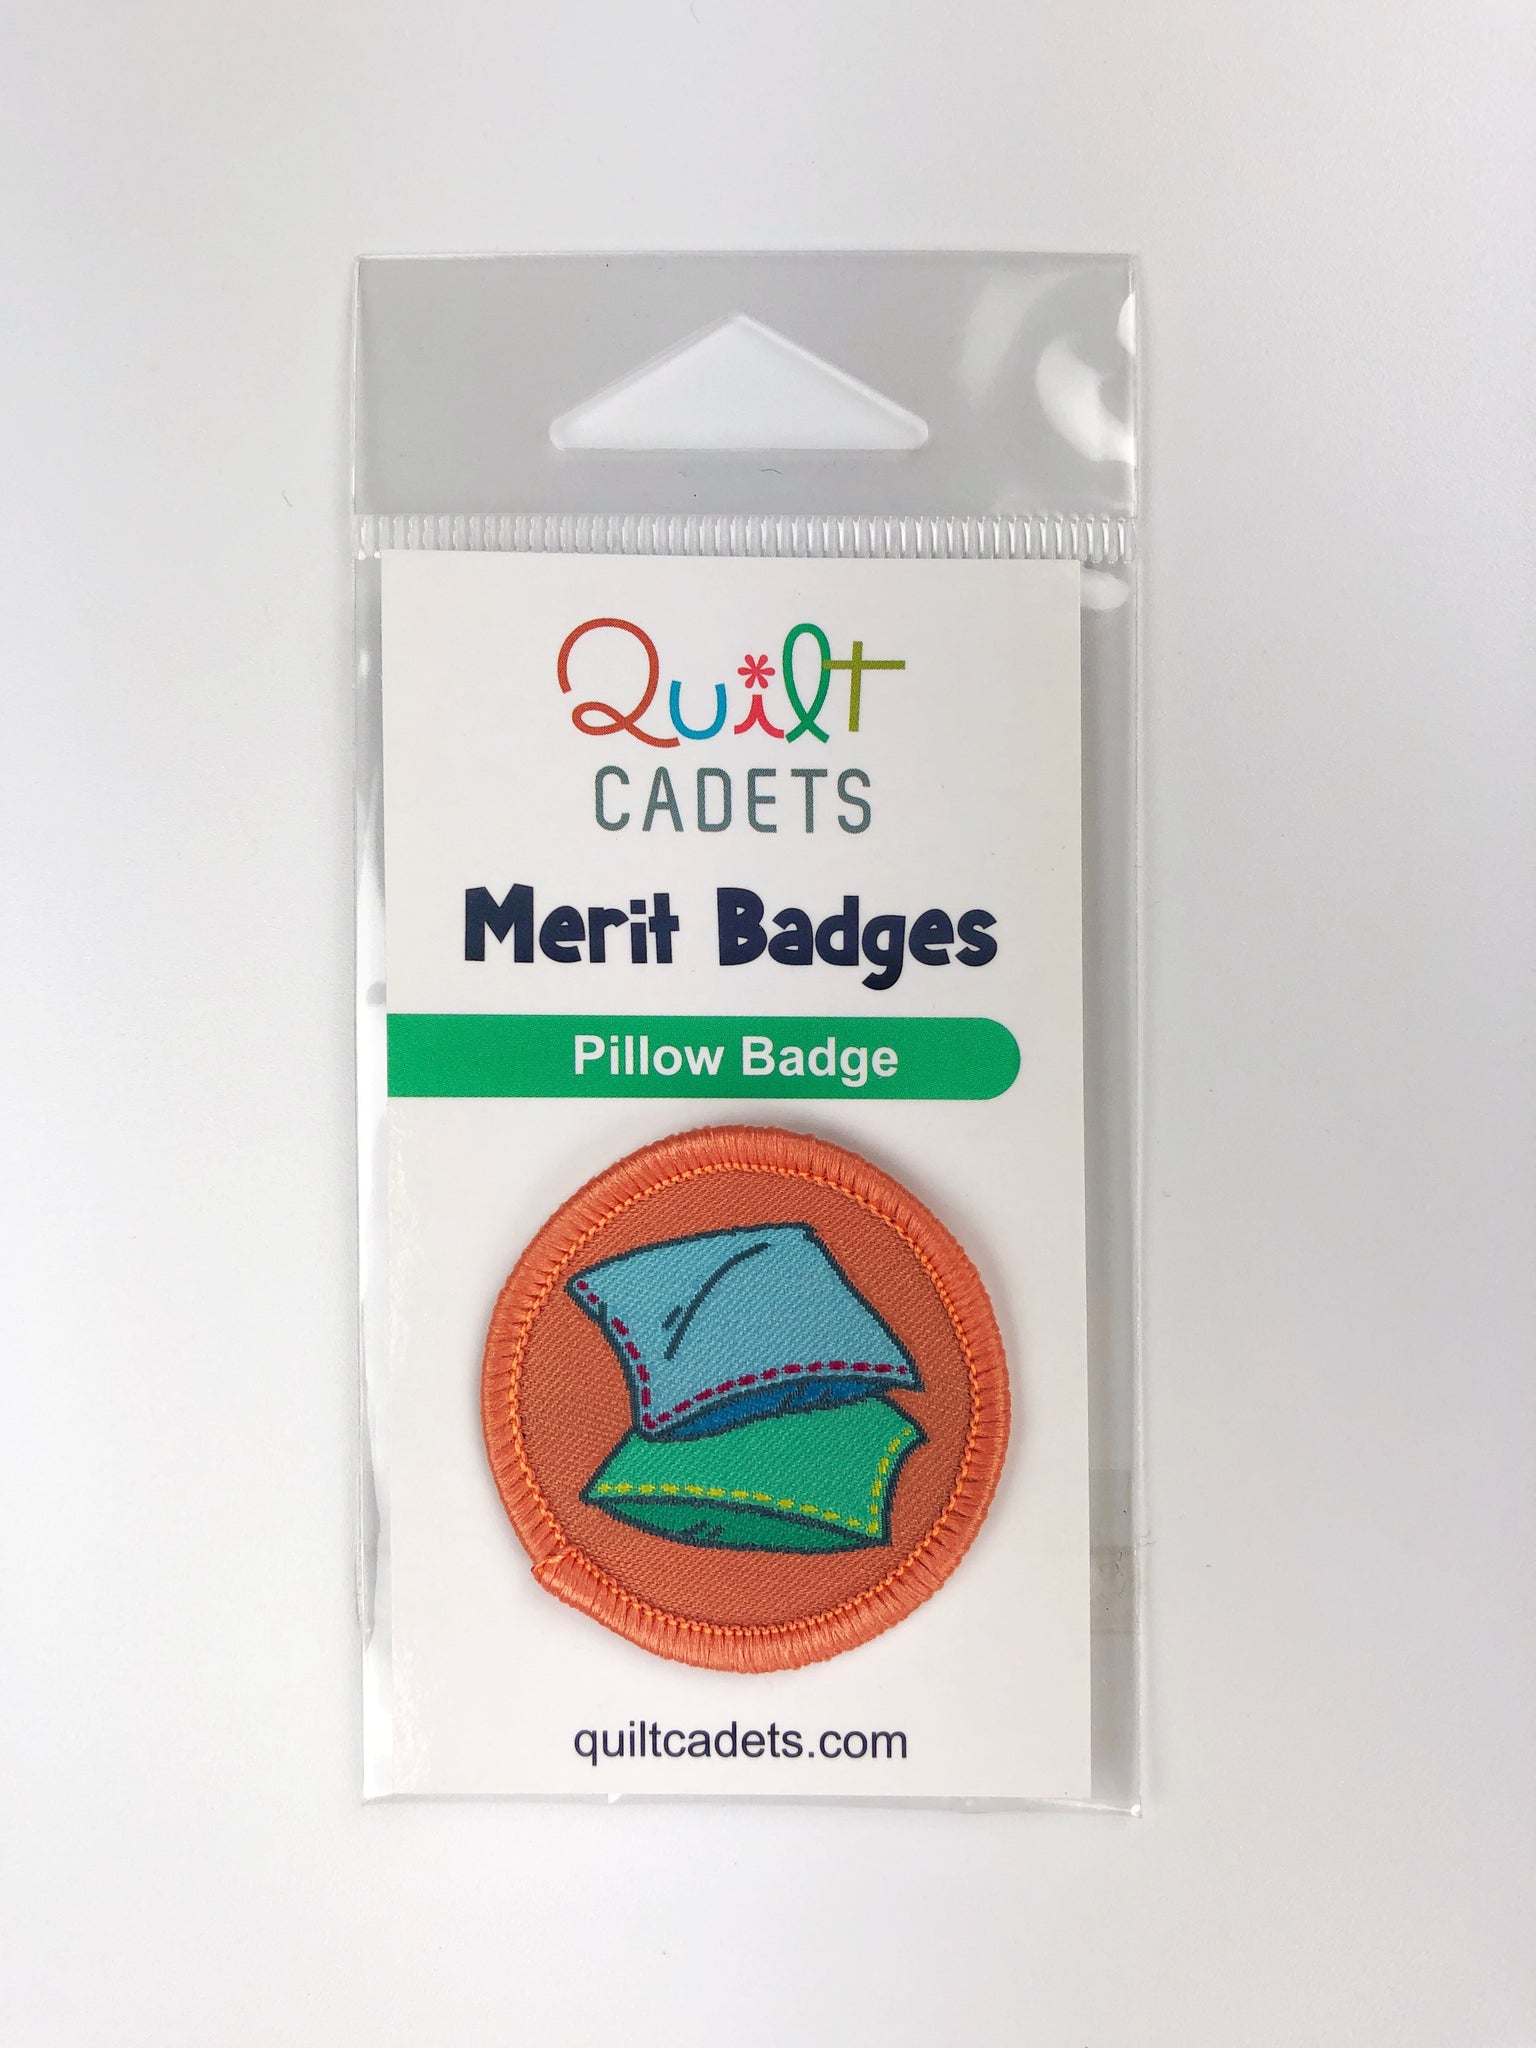 Quilt
CADETS
Merit Badges
Pillow Badge
quiltcadets.com